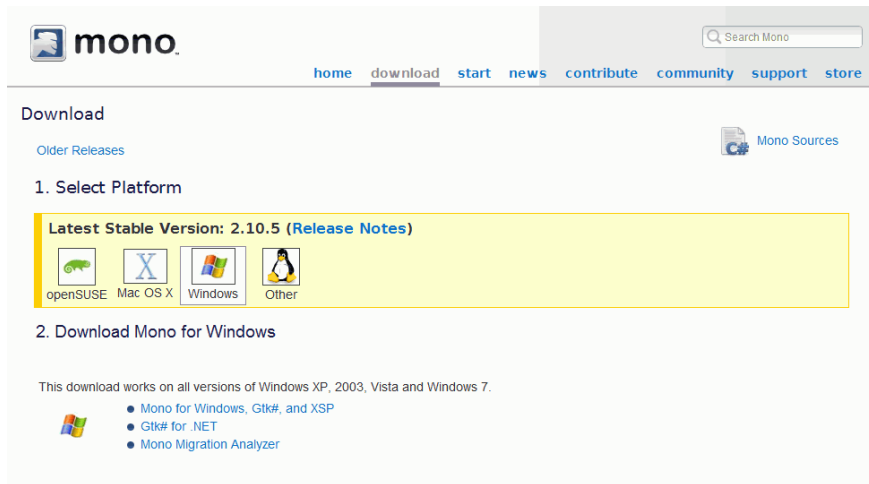 mono
Search Mono
home download start news contribute community support store
Download
Older Releases
C#
Mono Sources
1. Select Platform
Latest Stable Version: 2.10.5 (Release Notes)
X
openSUSE Mac OS X Windows Other
2. Download Mono for Windows
This download works on all versions of Windows XP, 2003, Vista and Windows 7.
Mono for Windows, Gtk#, and XSP
Gtk# for .NET
Mono Migration Analyzer